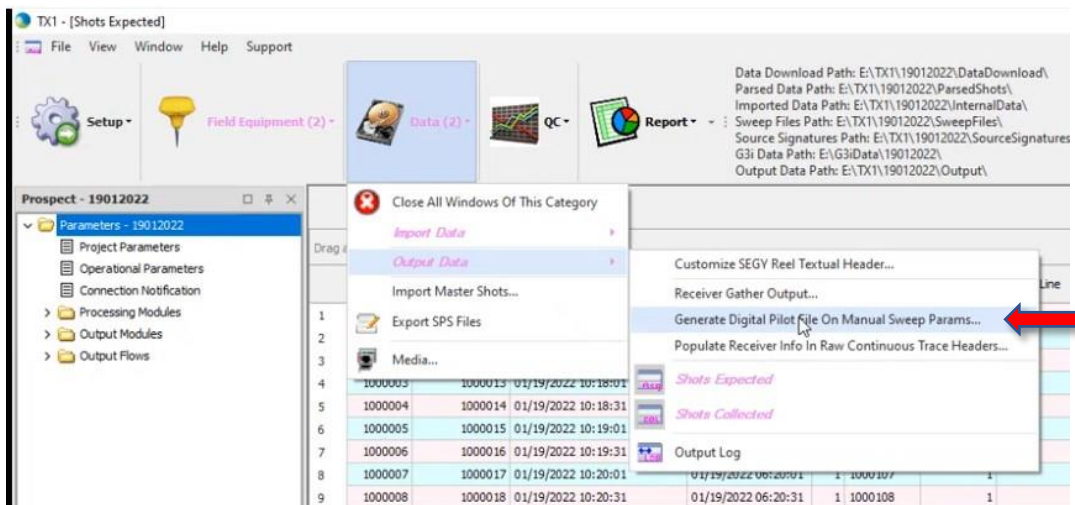 TX1 - [Shots Expected]
File View Window Help Support
Setup
Field Equipment (2)
Data (2)
QC
Report
Data Download Path: E:\TX1\19012022\DataDownload\
Parsed Data Path: E:\TX1\19012022\ParsedShots\
Imported Data Path: E:\TX1\19012022\InternalData\
Sweep Files Path: E:\TX1\19012022\SweepFiles\
Source Signatures Path: E:\TX1\19012022\SourceSignatures
G3i Data Path: E:\G3iData\19012022\
Output Data Path: E:\TX1\19012022\Output\
Prospect - 19012022
Parameters - 19012022
Project Parameters
Operational Parameters
Connection Notification
Processing Modules
Output Modules
Output Flows
Drag
Close All Windows Of This Category
Import Data
Output Data
Import Master Shots...
Export SPS Files
Media...
Customize SEGY Reel Textual Header...
Receiver Gather Output...
Generate Digital Pilot File On Manual Sweep Params...
Populate Receiver Info In Raw Continuous Trace Headers...
Shots Expected
Shots Collected
Output Log
Line
1
2
3
4 1000003 1000013 01/19/2022 10:18:01
5 1000004 1000014 01/19/2022 10:18:31
6 1000005 1000015 01/19/2022 10:19:01
7 1000006 1000016 01/19/2022 10:19:31
8 1000007 1000017 01/19/2022 10:20:01 01/19/2022 06:20:01 1 1000107 1
9 1000008 1000018 01/19/2022 10:20:31 01/19/2022 06:20:31 1 1000108 1